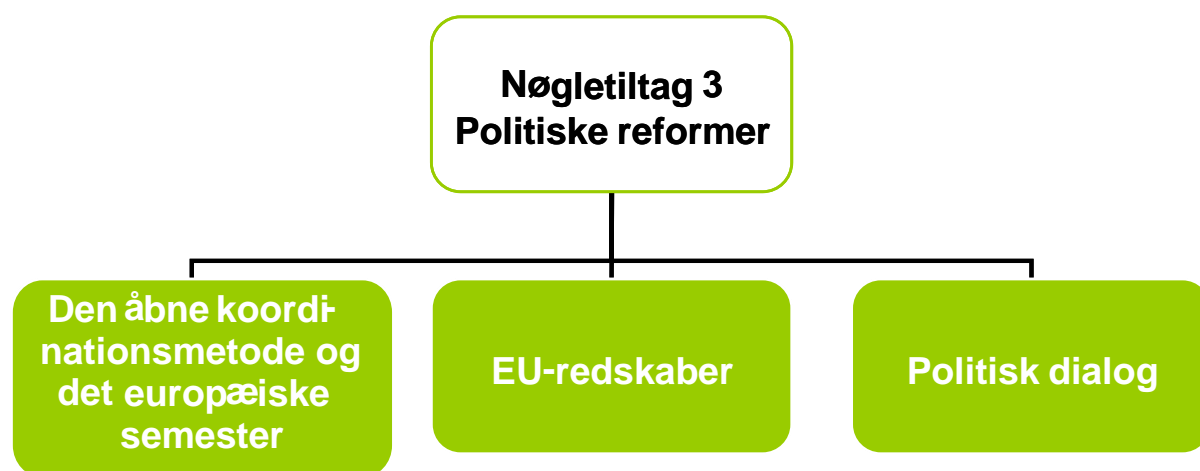 Nøgletiltag 3
Politiske reformer
Den åbne koordi-
nationsmetode og
det europæiske
semester
EU-redskaber
Politisk dialog